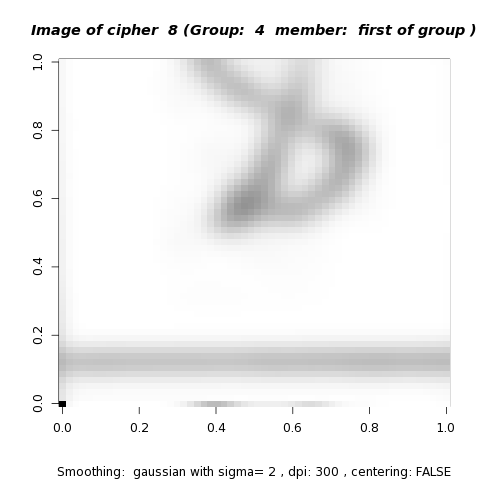 Image of cipher 8 (Group: 4 member: first of group )
1.0
0.8
0.6
0.4
0.2
0.0
0.0 0.2 0.4 0.6 0.8 1.0
Smoothing: gaussian with sigma= 2 , dpi: 300 , centering: FALSE